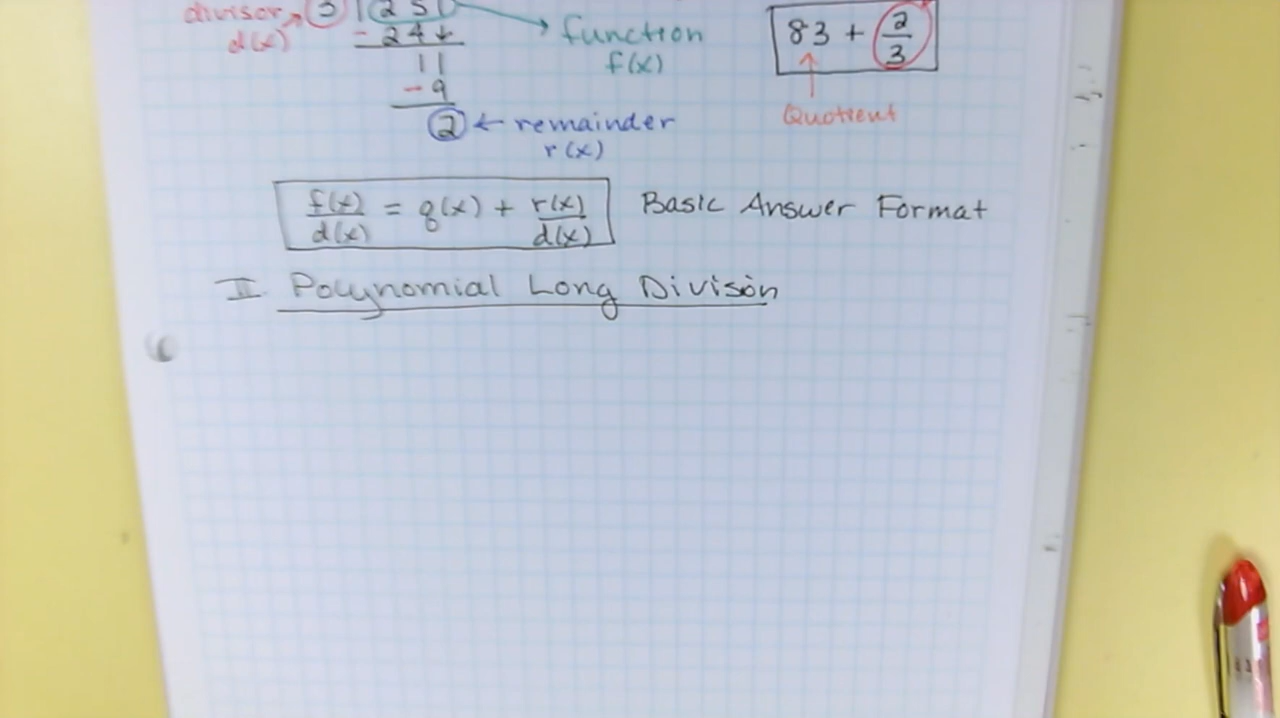 divisor 3 251 function 83 + 2/3
d(x) - 24 f(x)
11
- 9 Quotient
2 ← remainder
r(x)
f(x)/d(x) = q(x) + r(x)/d(x) Basic Answer Format
II Polynomial Long Divisön